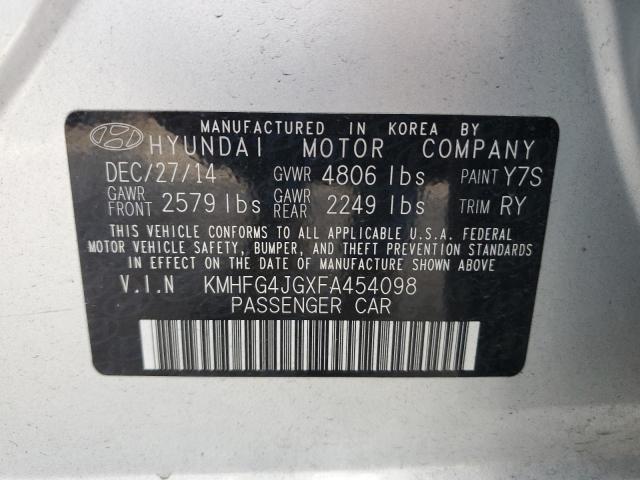 MANUFACTURED IN KOREA BY
HYUNDAI MOTOR COMPANY
DEC/27/14 GVWR 4806 lbs PAINT Y7S
GAWR FRONT 2579 lbs GAWR REAR 2249 lbs TRIM RY
THIS VEHICLE CONFORMS TO ALL APPLICABLE U.S.A. FEDERAL
MOTOR VEHICLE SAFETY, BUMPER, AND THEFT PREVENTION
STANDARDS IN EFFECT ON THE DATE OF MANUFACTURE SHOWN ABOVE
V.I.N KMHFG4JGXFA454098
PASSENGER CAR